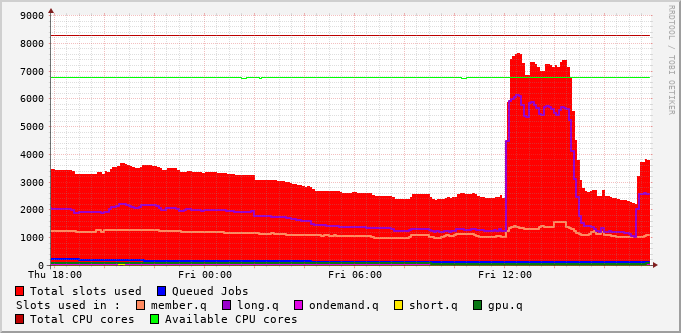 RRDTOOL / TOBI OETIKER
9000
8000
7000
6000
5000
4000
3000
2000
1000
0
Thu 18:00 Fri 00:00 Fri 06:00 Fri 12:00
Total slots used Queued Jobs
Slots used in : member.q long.q ondemand.q short.q gpu.q
Total CPU cores Available CPU cores